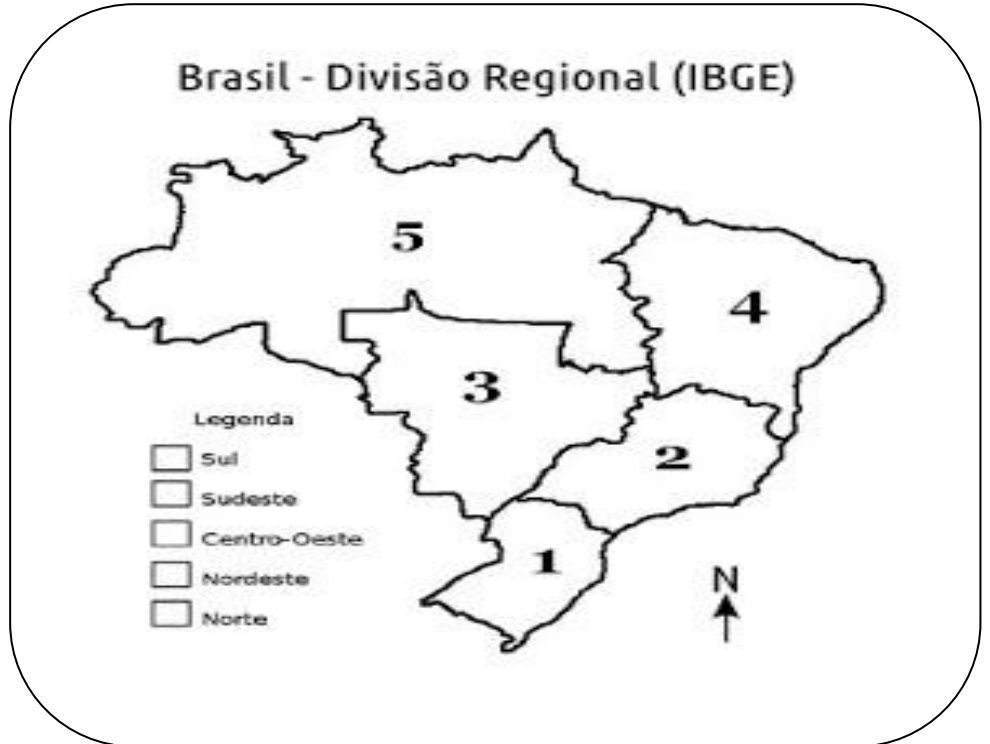 Brasil - Divisão Regional (IBGE)
5
4
3
Legenda
2
Sul
Sudeste
Centro-Oeste
1
N
Nordeste
Norte